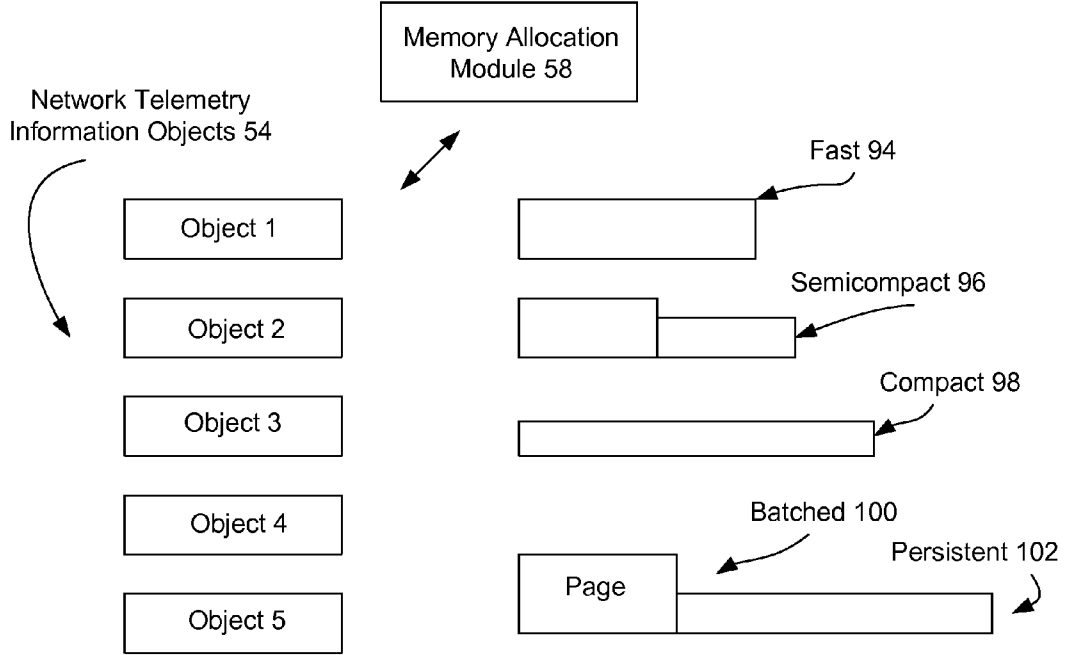 Memory Allocation
Module 58
Network Telemetry
Information Objects 54
Fast 94
Object 1
Semicompact 96
Object 2
Compact 98
Object 3
Batched 100
Object 4
Persistent 102
Page
Object 5